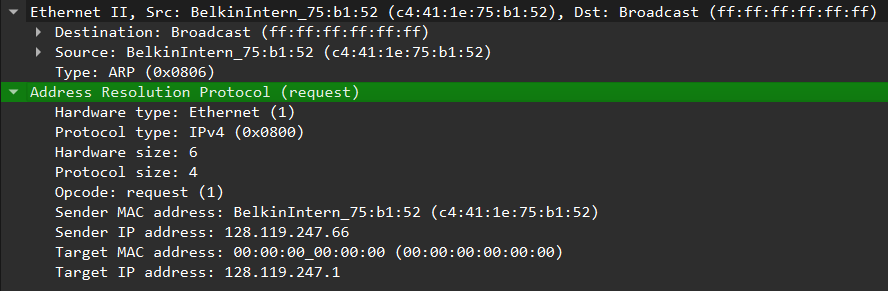 Ethernet II, Src: BelkinIntern_75:b1:52 (c4:41:1e:75:b1:52), Dst: Broadcast (ff:ff:ff:ff:ff:ff)
Destination: Broadcast (ff:ff:ff:ff:ff:ff)
Source: BelkinIntern_75:b1:52 (c4:41:1e:75:b1:52)
Type: ARP (0x0806)
Address Resolution Protocol (request)
Hardware type: Ethernet (1)
Protocol type: IPv4 (0x0800)
Hardware size: 6
Protocol size: 4
Opcode: request (1)
Sender MAC address: BelkinIntern_75:b1:52 (c4:41:1e:75:b1:52)
Sender IP address: 128.119.247.66
Target MAC address: 00:00:00_00:00:00 (00:00:00:00:00:00)
Target IP address: 128.119.247.1